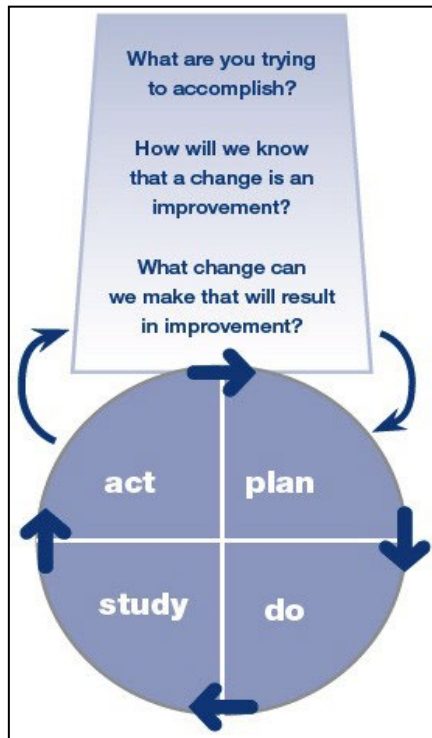 What are you trying
to accomplish?
How will we know
that a change is an
improvement?
What change can
we make that will result
in improvement?
act
plan
study
do